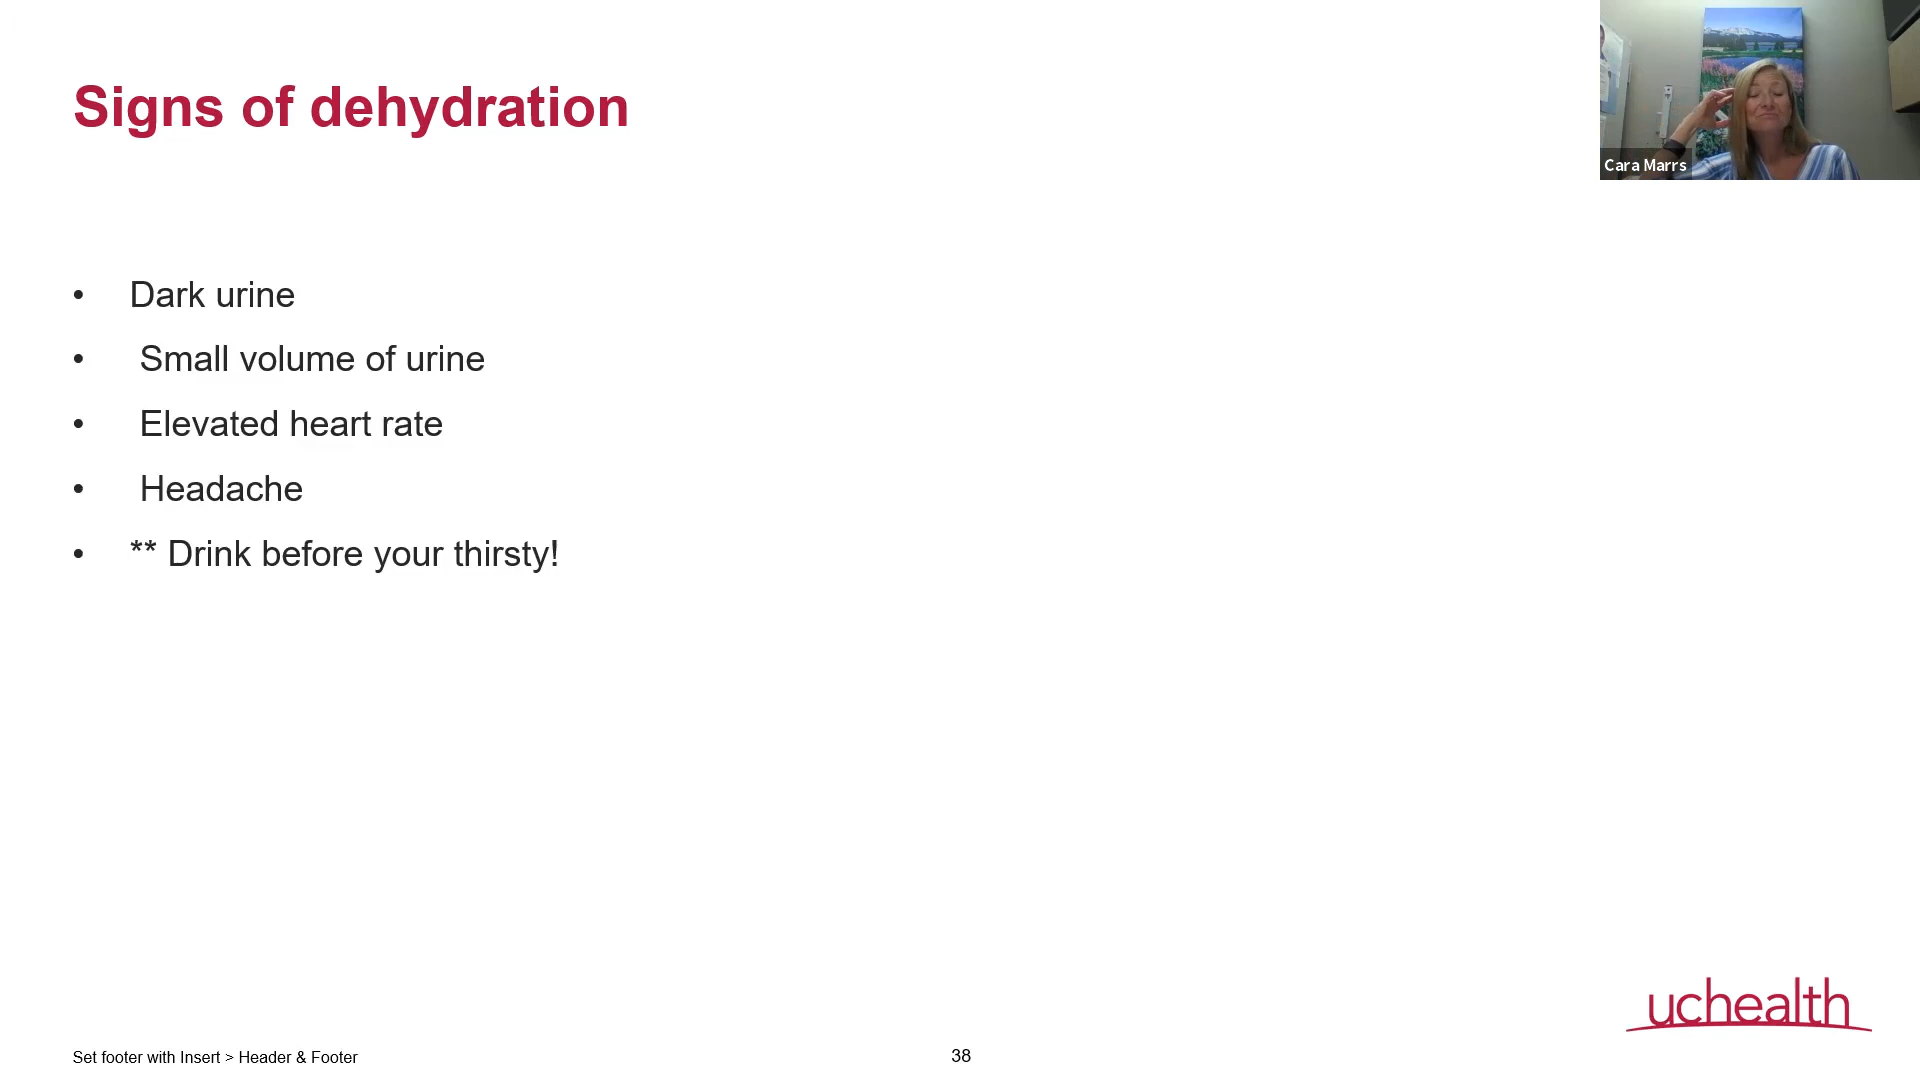 Signs of dehydration
Cara Marrs
• Dark urine
• Small volume of urine
• Elevated heart rate
• Headache
• ** Drink before your thirsty!
uchealth
Set footer with Insert > Header & Footer
38